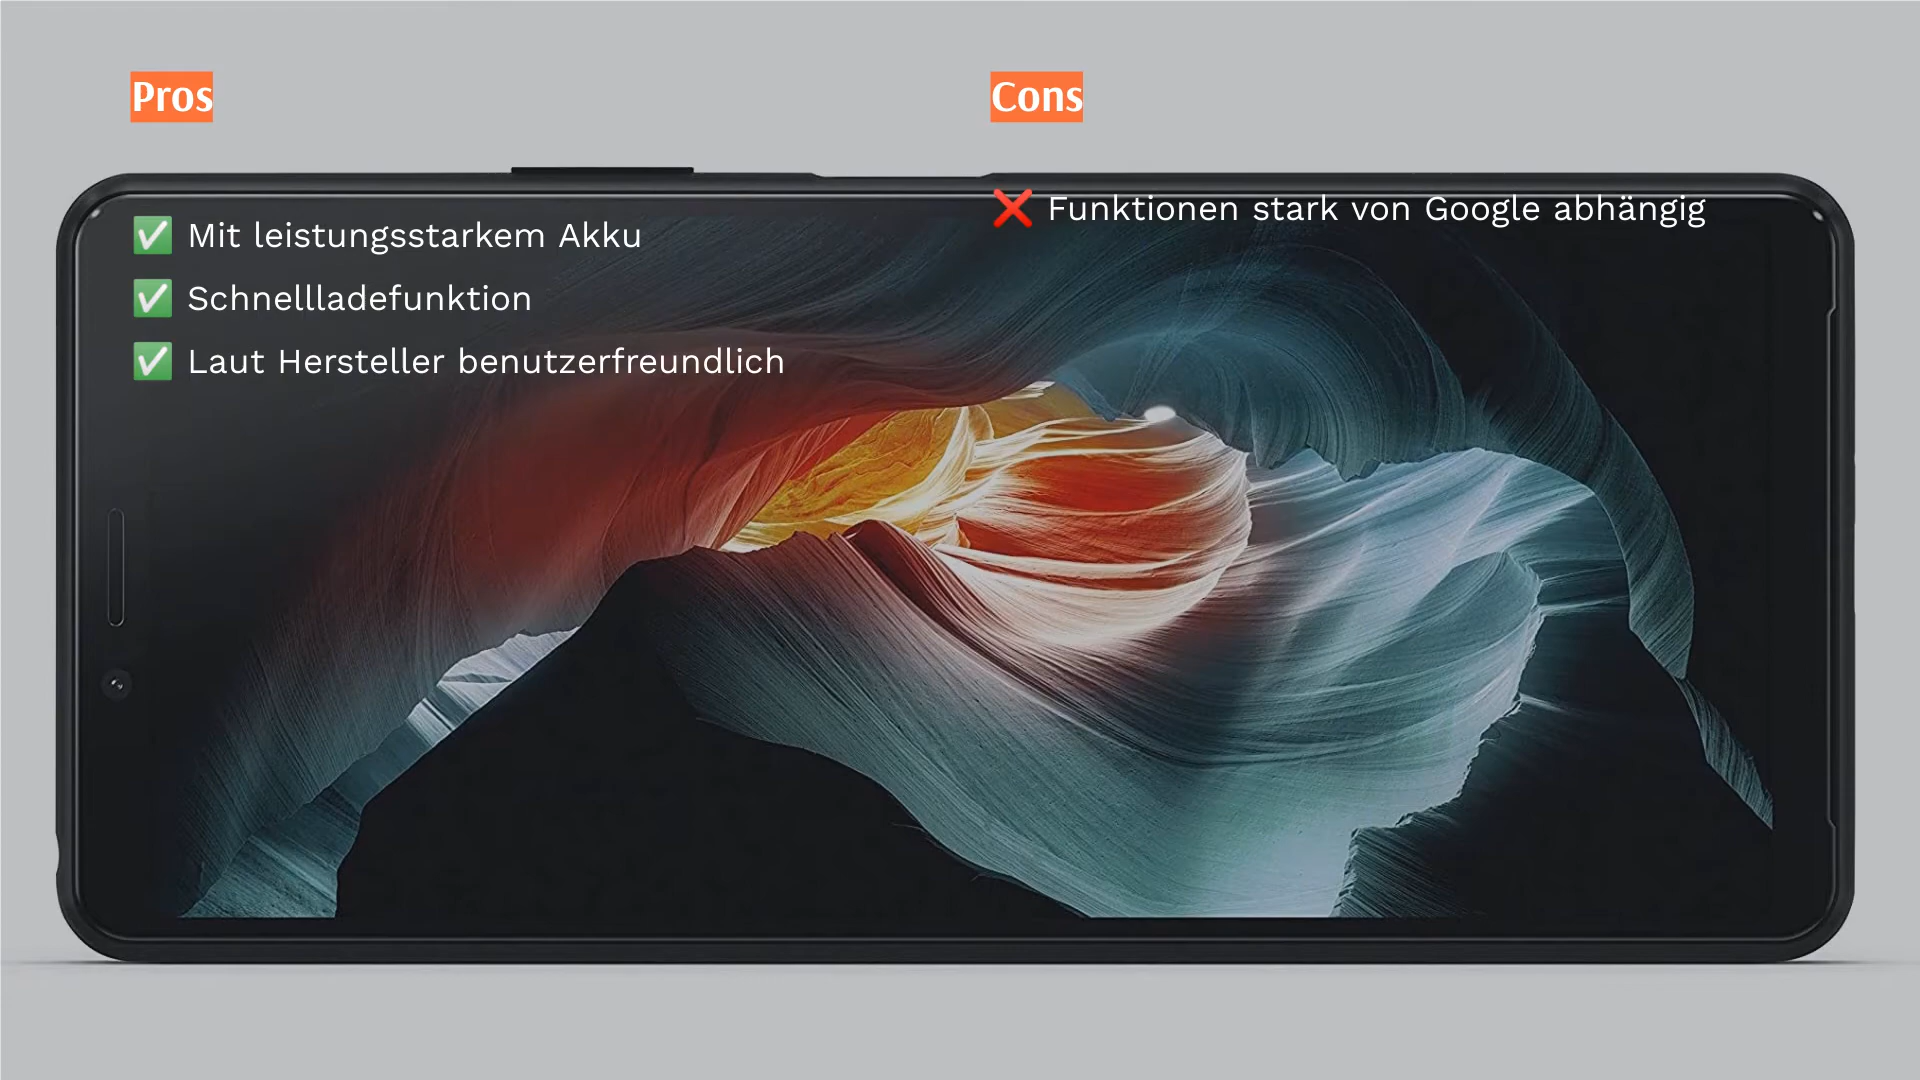 Pros
✅ Mit leistungsstarkem Akku
✅ Schnellladefunktion
✅ Laut Hersteller benutzerfreundlich
Cons
❌ Funktionen stark von Google abhängig